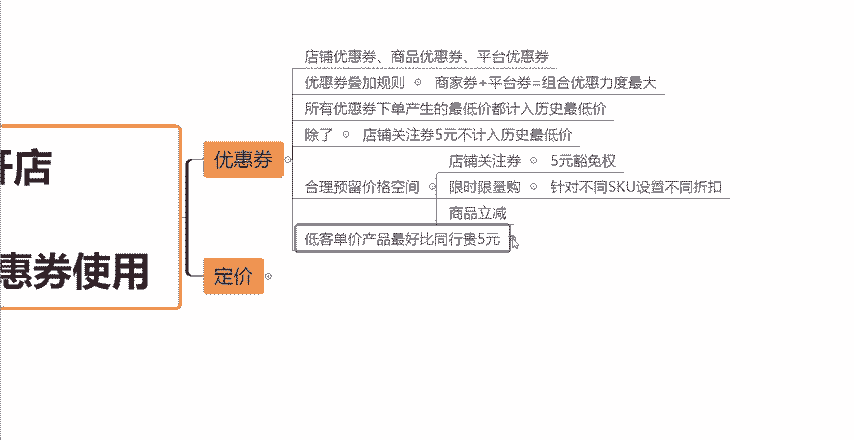 开店
惠券使用
优惠券
店铺优惠券、商品优惠券、平台优惠券
优惠券叠加规则
商家券+平台券=组合优惠力度最大
所有优惠券下单产生的最低价都计入历史最低价
除了
店铺关注券5元不计入历史最低价
合理预留价格空间
店铺关注券
5元豁免权
限时限量购
针对不同SKU设置不同折扣
商品立减
低客单价产品最好比同行贵5元
定价